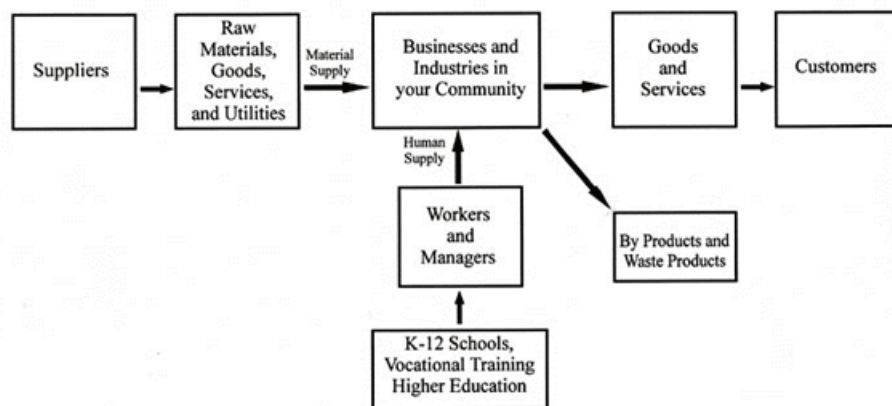 Suppliers
Raw
Materials,
Goods,
Services,
and Utilities
Material
Supply
Businesses and
Industries in
your Community
Goods
and
Services
Customers
Human
Supply
Workers
and
Managers
By Products and
Waste Products
K-12 Schools,
Vocational Training
Higher Education